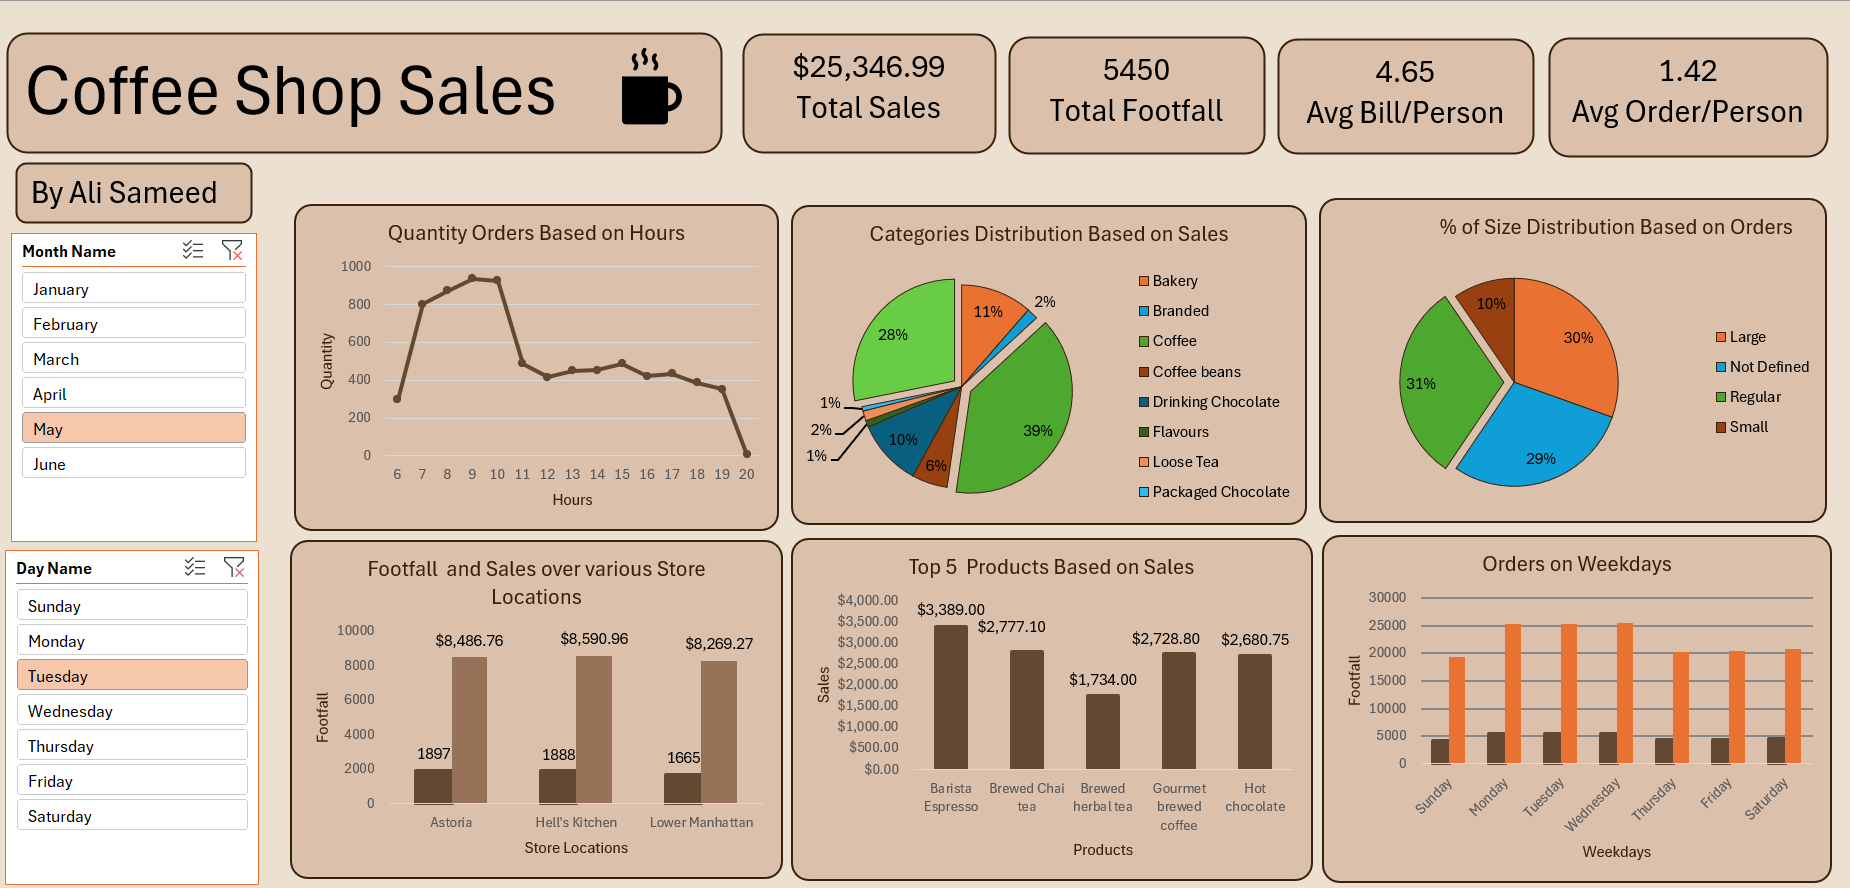 Coffee Shop Sales
$25,346.99
Total Sales
5450
Total Footfall
4.65
Avg Bill/Person
1.42
Avg Order/Person
By Ali Sameed
Month Name
January
February
March
April
May
June
Day Name
Sunday
Monday
Tuesday
Wednesday
Thursday
Friday
Saturday
Quantity Orders Based on Hours
Quantity
1000
800
600
400
200
0
6 7 8 9 10 11 12 13 14 15 16 17 18 19 20
Hours
Categories Distribution Based on Sales
11%
2%
39%
6%
10%
1%
2%
1%
28%
Bakery
Branded
Coffee
Coffee beans
Drinking Chocolate
Flavours
Loose Tea
Packaged Chocolate
% of Size Distribution Based on Orders
30%
29%
31%
10%
Large
Not Defined
Regular
Small
Footfall  and Sales over various Store
Locations
Footfall
10000
8000
6000
4000
2000
0
1897
$8,486.76
1888
$8,590.96
1665
$8,269.27
Astoria
Hell's Kitchen
Lower Manhattan
Store Locations
Top 5  Products Based on Sales
Sales
$4,000.00
$3,500.00
$3,000.00
$2,500.00
$2,000.00
$1,500.00
$1,000.00
$500.00
$0.00
$3,389.00
$2,777.10
$1,734.00
$2,728.80
$2,680.75
Barista
Espresso
Brewed Chai
tea
Brewed
herbal tea
Gourmet
brewed
coffee
Hot
chocolate
Products
Orders on Weekdays
Footfall
30000
25000
20000
15000
10000
5000
0
Sunday
Monday
Tuesday
Wednesday
Thursday
Friday
Saturday
Weekdays